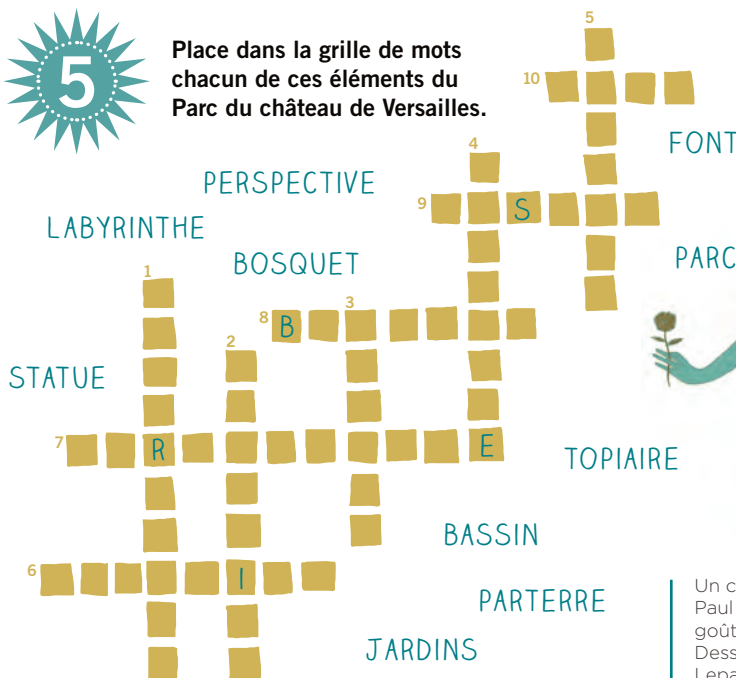 5
Place dans la grille de mots
chacun de ces éléments du
Parc du château de Versailles.
5
10
FONT
4
PERSPECTIVE
9
S
LABYRINTHE
BOSQUET
PARC
1
8
B
3
2
STATUE
7
R
E
TOPIAIRE
BASSIN
6
I
PARTERRE
JARDINS
Un c
Paul
goût
Dess
Lepa